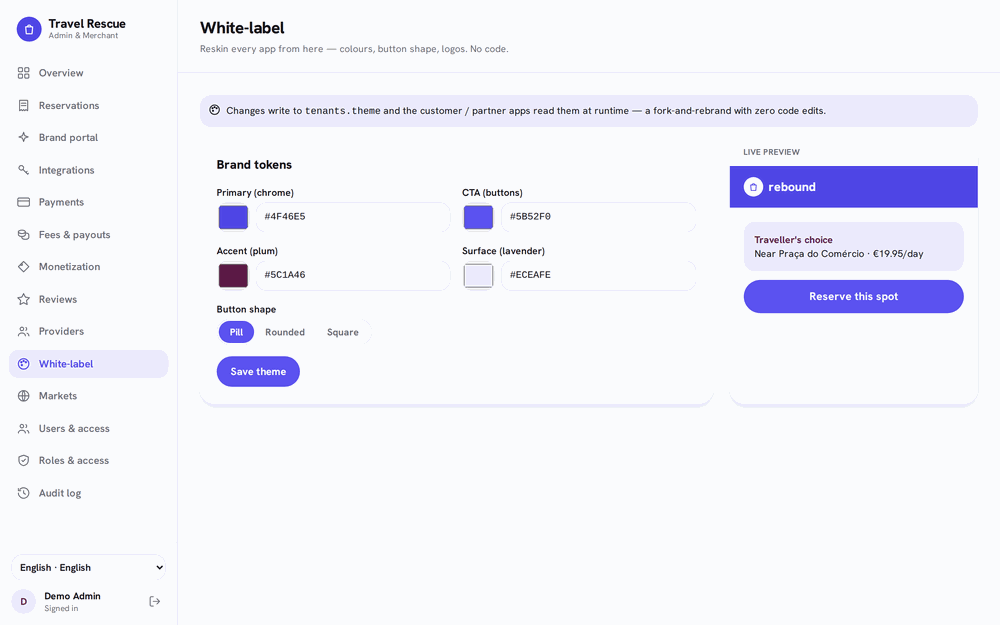 Travel Rescue
Admin & Merchant
Overview
Reservations
Brand portal
Integrations
Payments
Fees & payouts
Monetization
Reviews
Providers
White-label
Markets
Users & access
Roles & access
Audit log
English · English
D
Demo Admin
Signed in
White-label
Reskin every app from here — colours, button shape, logos. No code.
Changes write to tenants.theme and the customer / partner apps read them at runtime — a fork-and-rebrand with zero code edits.
Brand tokens
Primary (chrome)
#4F46E5
CTA (buttons)
#5B52F0
Accent (plum)
#5C1A46
Surface (lavender)
#ECEAFE
Button shape
Pill
Rounded
Square
Save theme
LIVE PREVIEW
rebound
Traveller's choice
Near Praça do Comércio · €19.95/day
Reserve this spot